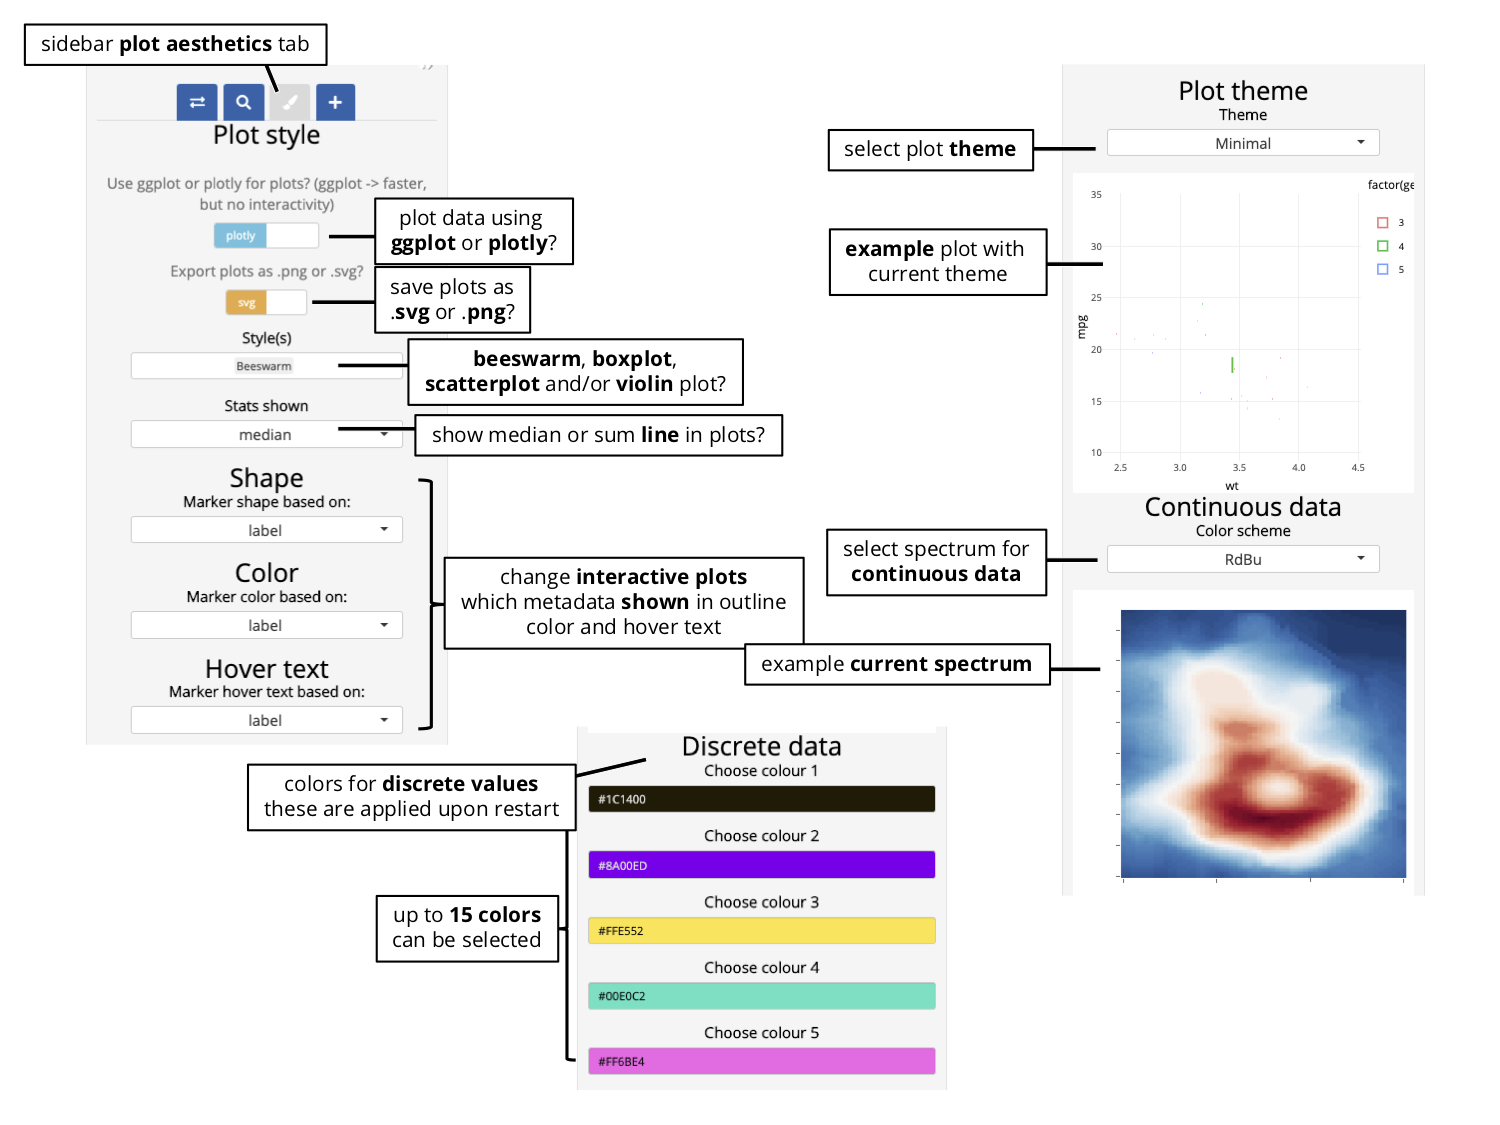 sidebar plot aesthetics tab
Plot style
Use ggplot or plotly for plots? (ggplot -> faster,
but no interactivity)
plotly
plot data using
ggplot or plotly?
Export plots as .png or .svg?
svg
save plots as
.svg or .png?
Style(s)
Beeswarm
beeswarm, boxplot,
scatterplot and/or violin plot?
Stats shown
median
show median or sum line in plots?
Shape
Marker shape based on:
label
Color
Marker color based on:
label
Hover text
Marker hover text based on:
label
change interactive plots
which metadata shown in outline
color and hover text
colors for discrete values
these are applied upon restart
up to 15 colors
can be selected
Discrete data
Choose colour 1
#1C1400
Choose colour 2
#8A00ED
Choose colour 3
#FFE552
Choose colour 4
#00E0C2
Choose colour 5
#FF6BE4
Plot theme
Theme
Minimal
select plot theme
example plot with
current theme
factor(ge
3
4
5
35
30
25
20
15
10
mpg
2.5 3.0 3.5 4.0 4.5
wt
Continuous data
Color scheme
RdBu
select spectrum for
continuous data
example current spectrum